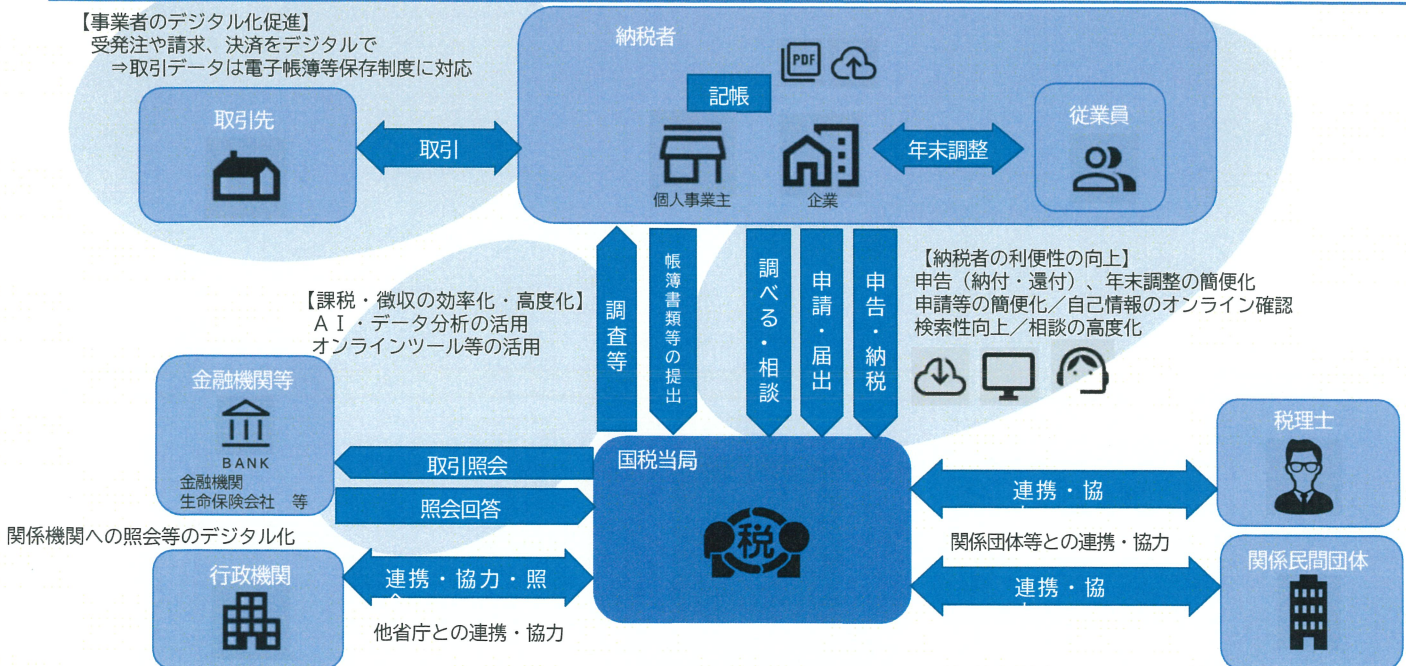 【事業者のデジタル化促進】
受発注や請求、決済をデジタルで
⇒取引データは電子帳簿等保存制度に対応
取引先
取引
納税者
PDF
記帳
個人事業主
企業
年末調整
従業員
【課税・徴収の効率化・高度化】
ＡＩ・データ分析の活用
オンラインツール等の活用
調査等
帳簿書類等の提出
調べる・相談
申請・届出
申告・納税
【納税者の利便性の向上】
申告（納付・還付）、年末調整の簡便化
申請等の簡便化／自己情報のオンライン確認
検索性向上／相談の高度化
金融機関等
BANK
金融機関
生命保険会社　等
取引照会
照会回答
関係機関への照会等のデジタル化
行政機関
連携・協力・照
他省庁との連携・協力
国税当局
税
連携・協
税理士
関係団体等との連携・協力
連携・協
関係民間団体